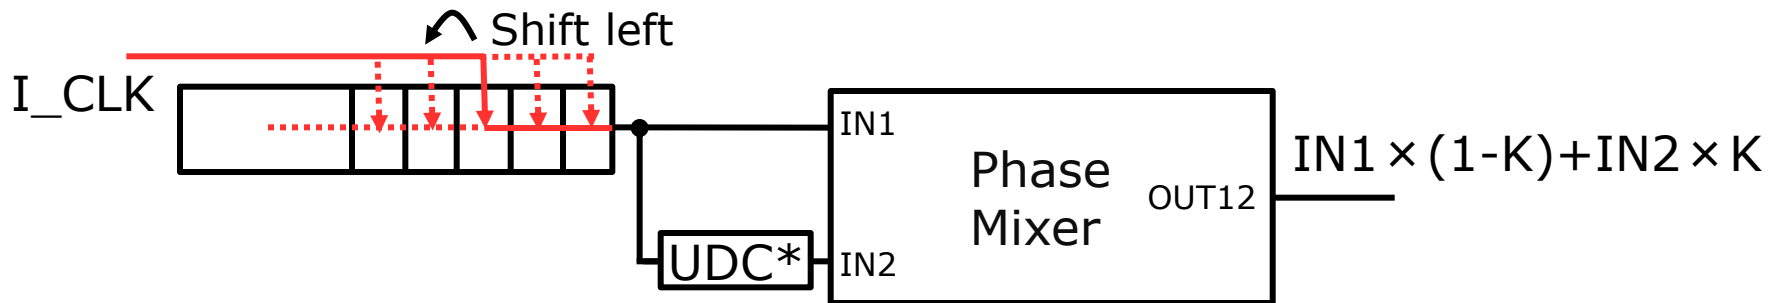 Shift left
I_CLK
IN1
Phase
Mixer
OUT12
IN1×(1-K)+IN2×K
UDC*
IN2